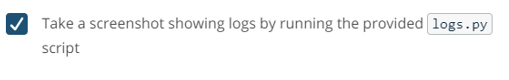 Take a screenshot showing logs by running the provided logs.py
script